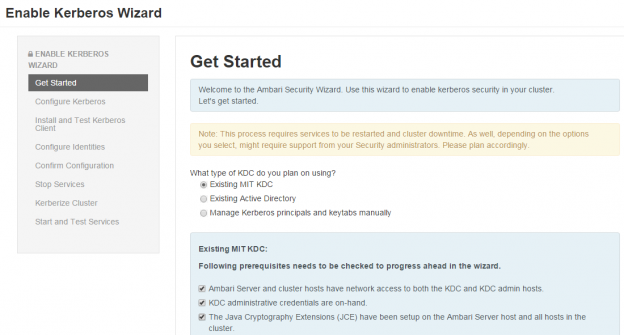 Enable Kerberos Wizard
ENABLE KERBEROS
WIZARD
Get Started
Configure Kerberos
Install and Test Kerberos
Client
Configure Identities
Confirm Configuration
Stop Services
Kerberize Cluster
Start and Test Services
Get Started
Welcome to the Ambari Security Wizard. Use this wizard to enable kerberos security in your cluster.
Let's get started.
Note: This process requires services to be restarted and cluster downtime. As well, depending on the options
you select, might require support from your Security administrators. Please plan accordingly.
What type of KDC do you plan on using?
Existing MIT KDC
Existing Active Directory
Manage Kerberos principals and keytabs manually
Existing MIT KDC:
Following prerequisites needs to be checked to progress ahead in the wizard.
Ambari Server and cluster hosts have network access to both the KDC and KDC admin hosts.
KDC administrative credentials are on-hand.
The Java Cryptography Extensions (JCE) have been setup on the Ambari Server host and all hosts in the
cluster.